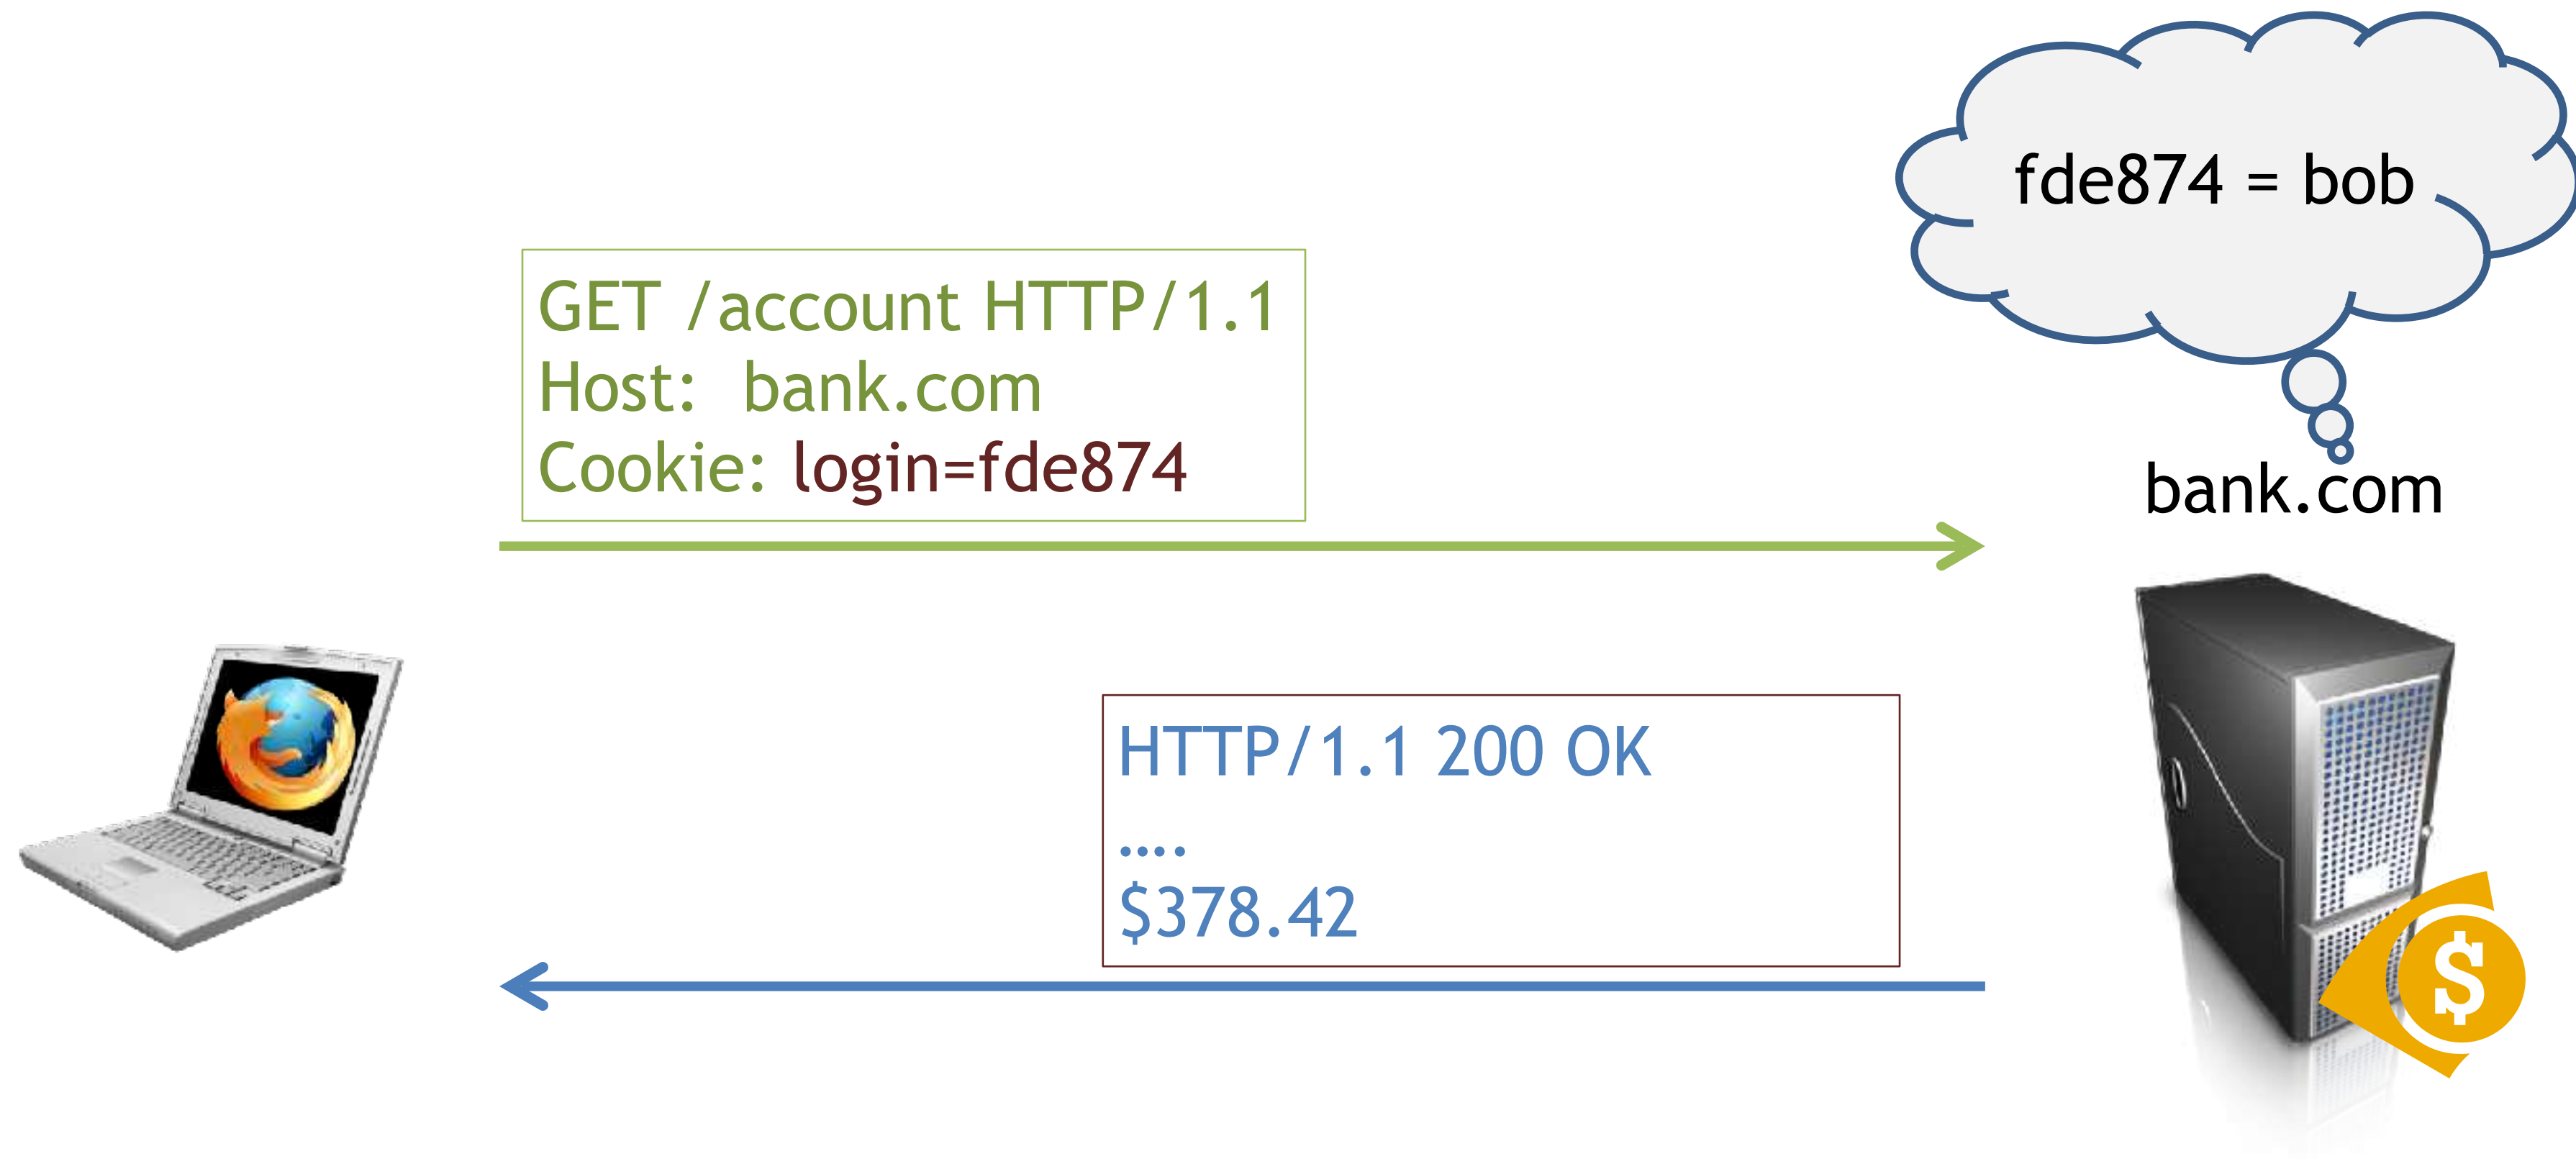 fde874 = bob
GET /account HTTP/1.1
Host: bank.com
Cookie: login=fde874
bank.com
HTTP/1.1 200 OK
....
$378.42
$